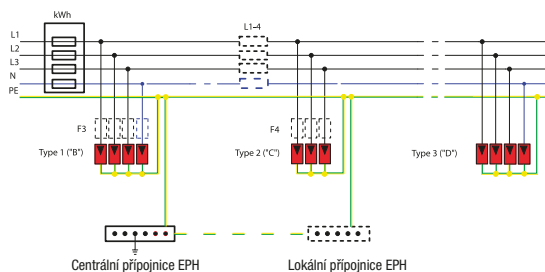 kWh
L1-4
L1
L2
L3
N
PE
F3
F4
Type 1 ("B")
Type 2 ("C")
Type 3 ("D")
Centrální přípojnice EPH
Lokální přípojnice EPH